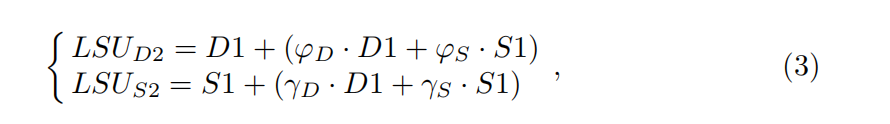 LSU_{D2} = D1 + (φ_D · D1 + φ_S · S1)
LSU_{S2} = S1 + (γ_D · D1 + γ_S · S1) ,
(3)